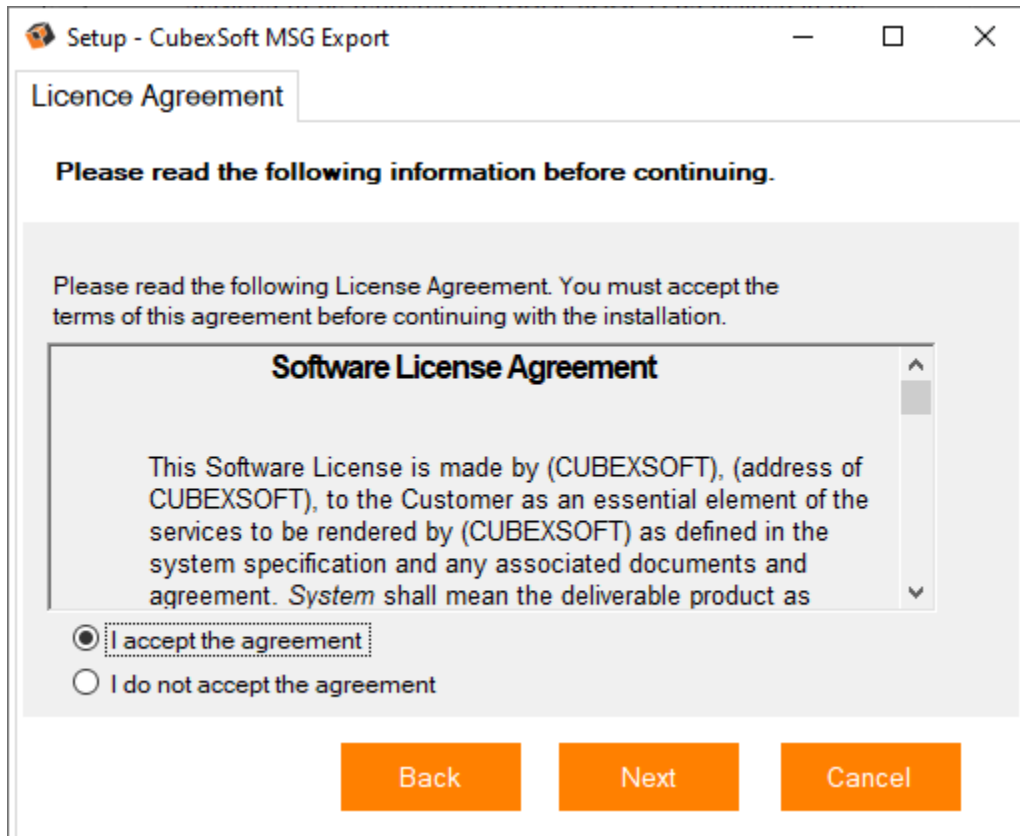 Setup - CubexSoft MSG Export
Licence Agreement
Please read the following information before continuing.
Please read the following License Agreement. You must accept the
terms of this agreement before continuing with the installation.
Software License Agreement
This Software License is made by (CUBEXSOFT), (address of
CUBEXSOFT), to the Customer as an essential element of the
services to be rendered by (CUBEXSOFT) as defined in the
system specification and any associated documents and
agreement. System shall mean the deliverable product as
I accept the agreement
I do not accept the agreement
Back Next Cancel